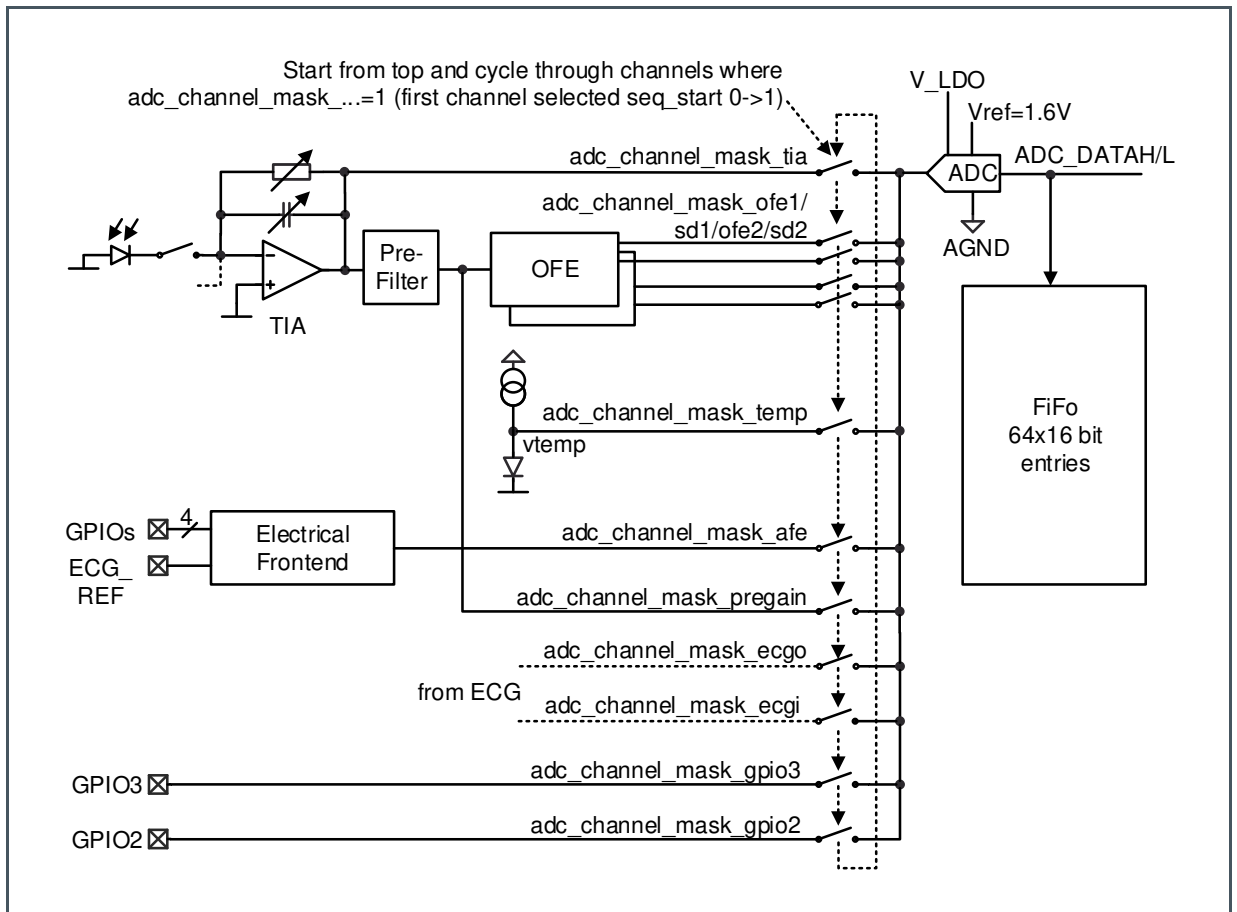 Start from top and cycle through channels where
adc_channel_mask_...=1 (first channel selected seq_start 0->1)
V_LDO
Vref=1.6V
adc_channel_mask_tia
ADC
ADC_DATAH/L
adc_channel_mask_ofe1/
sd1/ofe2/sd2
AGND
Pre-
Filter
OFE
TIA
adc_channel_mask_temp
vtemp
FiFo
64x16 bit
entries
GPIOs
4
ECG_
REF
Electrical
Frontend
adc_channel_mask_afe
adc_channel_mask_pregain
adc_channel_mask_ecgo
from ECG
adc_channel_mask_ecgi
GPIO3
adc_channel_mask_gpio3
GPIO2
adc_channel_mask_gpio2